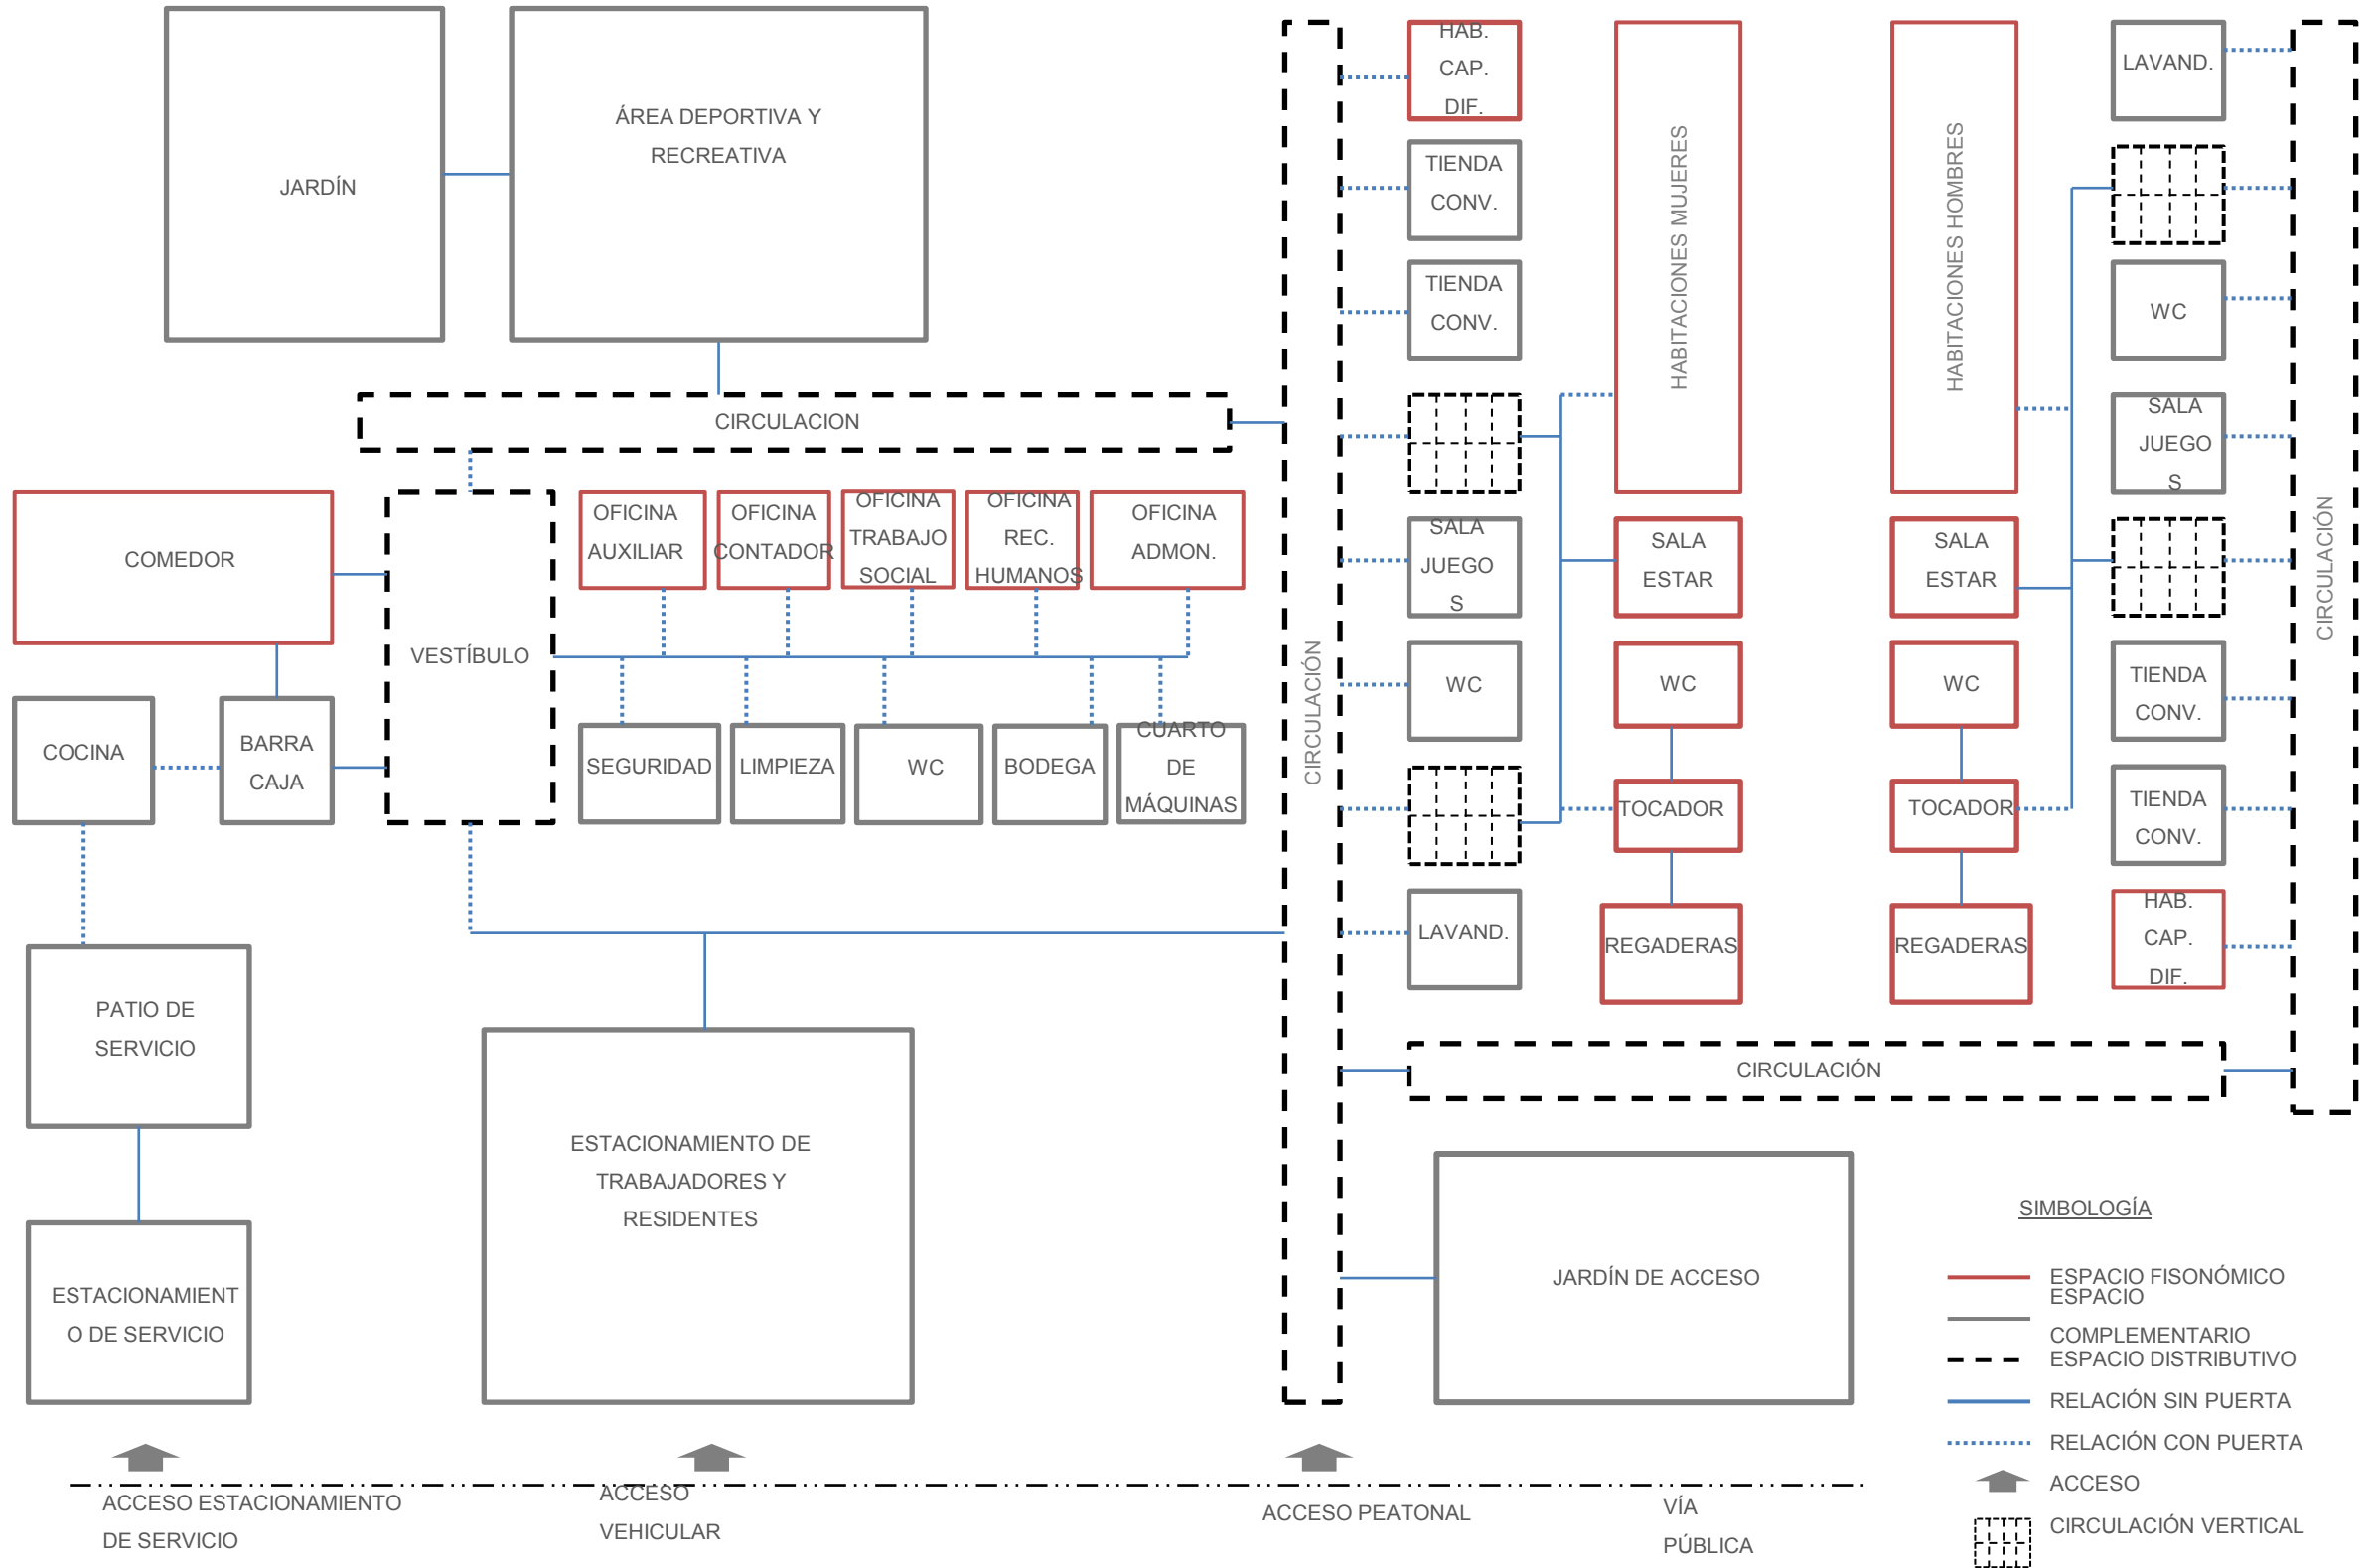 JARDÍN
ÁREA DEPORTIVA Y
RECREATIVA
CIRCULACION
COMEDOR
VESTÍBULO
OFICINA
AUXILIAR
OFICINA
CONTADOR
OFICINA
TRABAJO
SOCIAL
OFICINA
REC.
HUMANOS
OFICINA
ADMON.
COCINA
BARRA
CAJA
SEGURIDAD
LIMPIEZA
WC
BODEGA
CUARTO
DE
MÁQUINAS
PATIO DE
SERVICIO
ESTACIONAMIENT
O DE SERVICIO
ESTACIONAMIENTO DE
TRABAJADORES Y
RESIDENTES
CIRCULACIÓN
HAB.
CAP.
DIF.
TIENDA
CONV.
TIENDA
CONV.
SALA
JUEGO
S
WC
LAVAND.
HABITACIONES MUJERES
SALA
ESTAR
WC
TOCADOR
REGADERAS
HABITACIONES HOMBRES
SALA
ESTAR
WC
TOCADOR
REGADERAS
LAVAND.
WC
SALA
JUEGO
S
TIENDA
CONV.
TIENDA
CONV.
HAB.
CAP.
DIF.
CIRCULACIÓN
CIRCULACIÓN
JARDÍN DE ACCESO
SIMBOLOGÍA
ESPACIO FISONÓMICO
ESPACIO
COMPLEMENTARIO
ESPACIO DISTRIBUTIVO
RELACIÓN SIN PUERTA
RELACIÓN CON PUERTA
ACCESO
CIRCULACIÓN VERTICAL
ACCESO ESTACIONAMIENTO
DE SERVICIO
ACCESO
VEHICULAR
ACCESO PEATONAL
VÍA
PÚBLICA